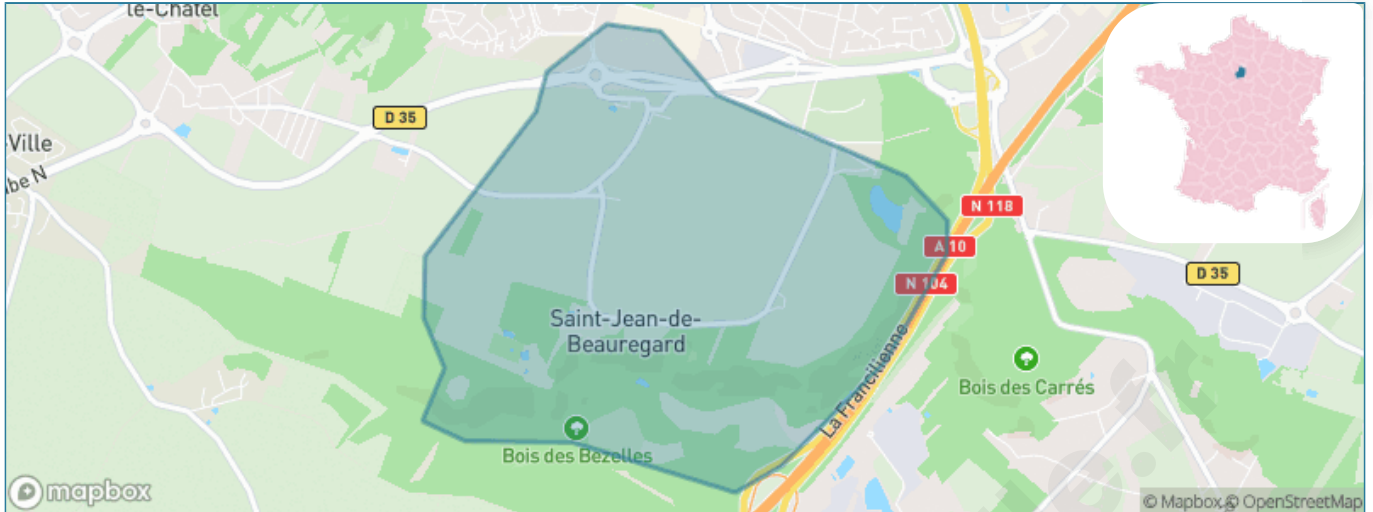 le-Châtel
D 35
-Ville
be N
N 118
A 10
D 35
N 104
Saint-Jean-de-
Beauregard
La Francilienne
Bois des Carrés
Bois des Bezelles
mapbox
© Mapbox © OpenStreetMap